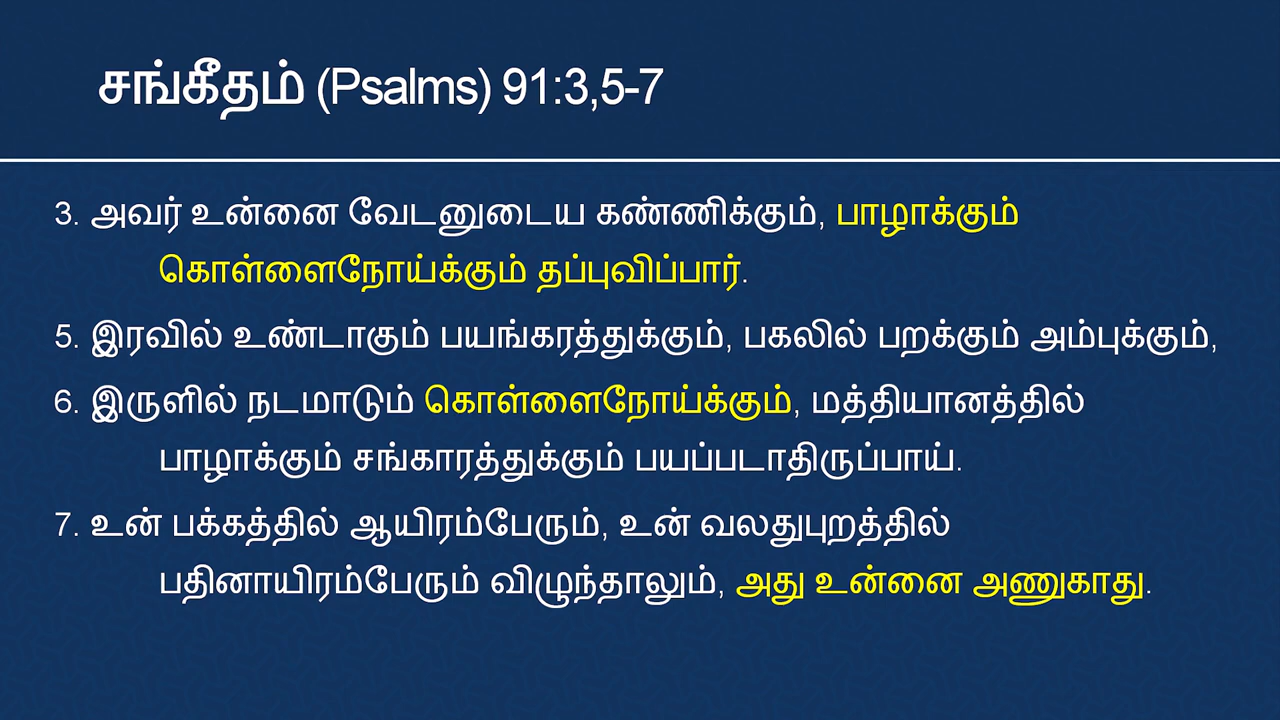 சங்கீதம் (Psalms) 91:3,5-7
3. அவர் உன்னை வேடனுடைய கண்ணிக்கும், பாழாக்கும்
கொள்ளைநோய்க்கும் தப்புவிப்பார்.
5. இரவில் உண்டாகும் பயங்கரத்துக்கும், பகலில் பறக்கும் அம்புக்கும்,
6. இருளில் நடமாடும் கொள்ளைநோய்க்கும், மத்தியானத்தில்
பாழாக்கும் சங்காரத்துக்கும் பயப்படாதிருப்பாய்.
7. உன் பக்கத்தில் ஆயிரம்பேரும், உன் வலதுபுறத்தில்
பதினாயிரம்பேரும் விழுந்தாலும், அது உன்னை அணுகாது.